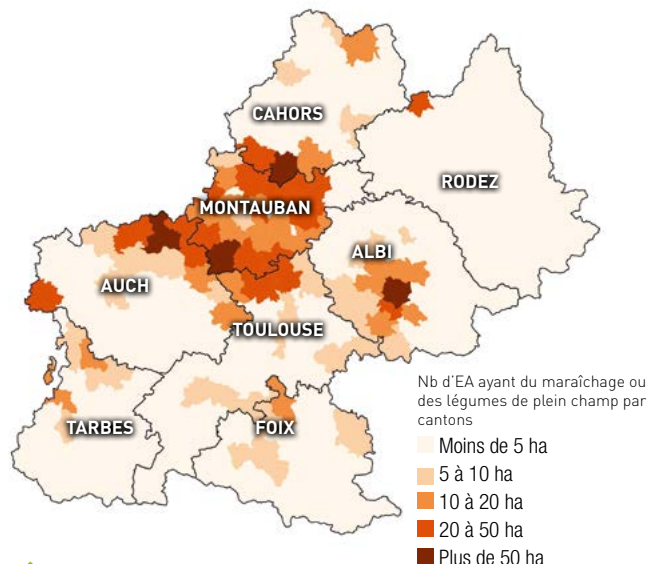 CAHORS
RODEZ
MONTAUBAN
ALBI
AUCH
TOULOUSE
TARBES
FOIX
Nb d'EA ayant du maraîchage ou
des légumes de plein champ par
cantons
Moins de 5 ha
5 à 10 ha
10 à 20 ha
20 à 50 ha
Plus de 50 ha